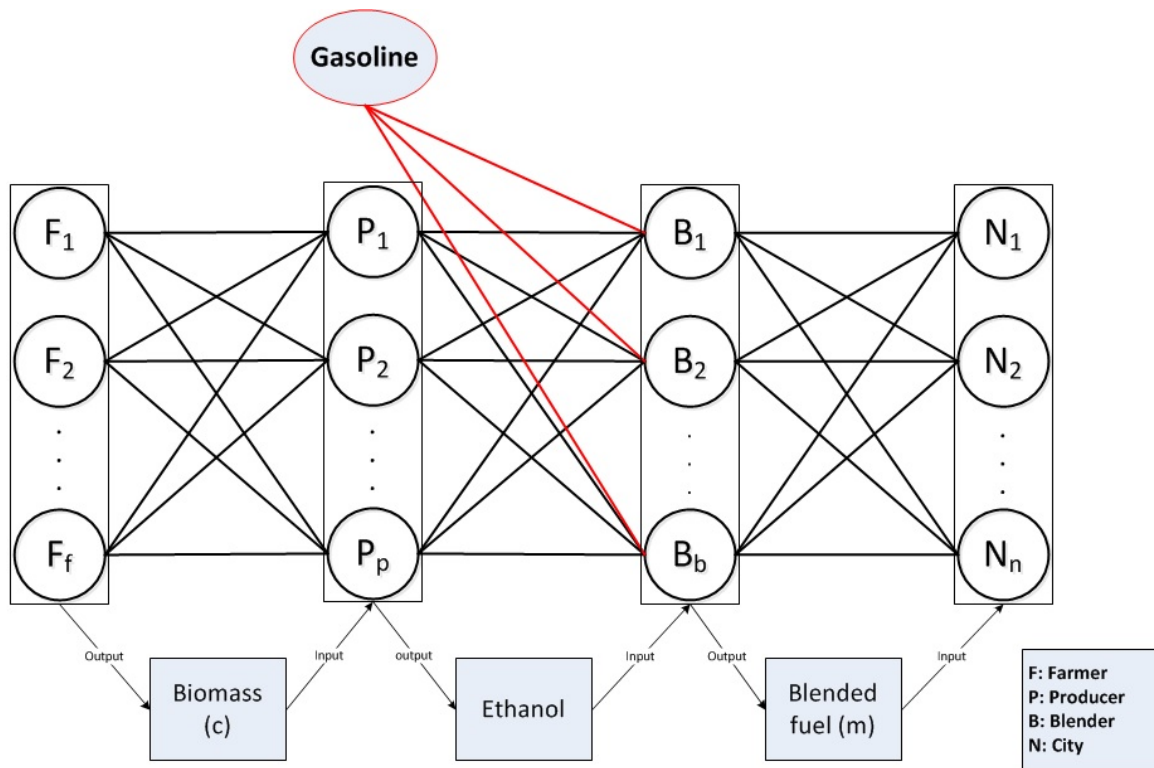 Gasoline
F1 P1 B1 N1
F2 P2 B2 N2
Ff Pp Bb Nn
Output Input output Input Output Input
Biomass
(c)
Ethanol
Blended
fuel (m)
F: Farmer
P: Producer
B: Blender
N: City